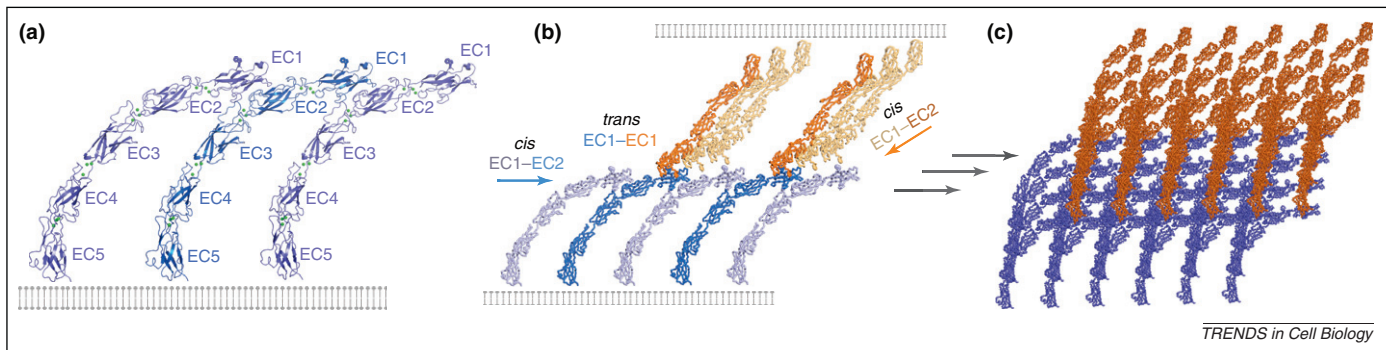 (a)
EC1
EC1
EC1
EC2
EC2
EC2
EC3
EC3
EC3
EC4
EC4
EC4
EC5
EC5
EC5
(b)
cis
EC1–EC2
trans
EC1–EC1
cis
EC1–EC2
(c)
TRENDS in Cell Biology